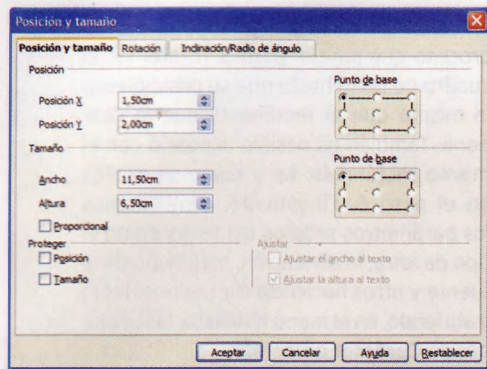 Posición y tamaño
Posición y tamaño Rotación Inclinación/Radio de ángulo
Posición
Posición X 1,50cm
Posición Y 2,00cm
Punto de base
Tamaño
Ancho 11,50cm
Altura 6,50cm
Proporcional
Punto de base
Proteger
Posición
Tamaño
Ajustar
Ajustar el ancho al texto
Ajustar la altura al texto
Aceptar Cancelar Ayuda Restablecer